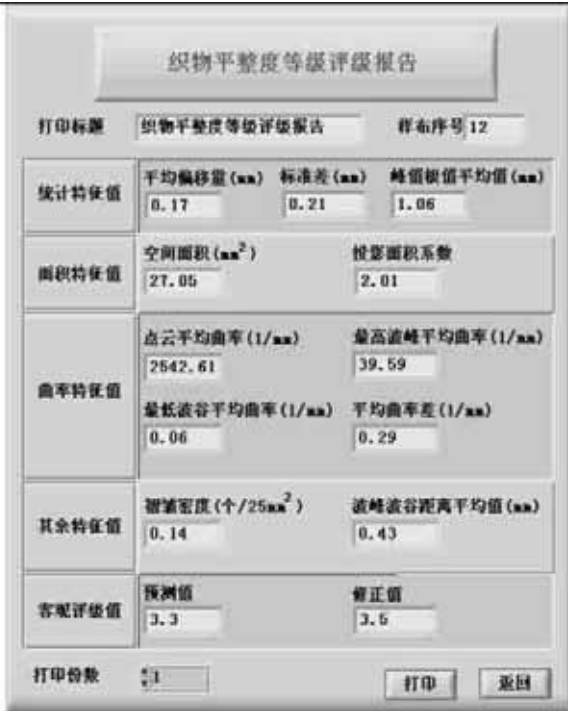 织物平整度等级评级报告
打印标题 织物平整度等级评级报告 样布序号 12
统计特征值 平均偏移量(mm) 标准差(mm) 峰值极值平均值(mm)
0.17 0.21 1.06
面积特征值 空间面积(mm²) 投影面积系数
27.05 2.01
曲率特征值 点云平均曲率(1/mm) 最高波峰平均曲率(1/mm)
2542.61 39.59
最低波谷平均曲率(1/mm) 平均曲率差(1/mm)
0.06 0.29
其余特征值 褶皱密度(个/25mm²) 波峰波谷距离平均值(mm)
0.14 0.43
客观评级值 预测值 修正值
3.3 3.5
打印份数 1 打印 返回